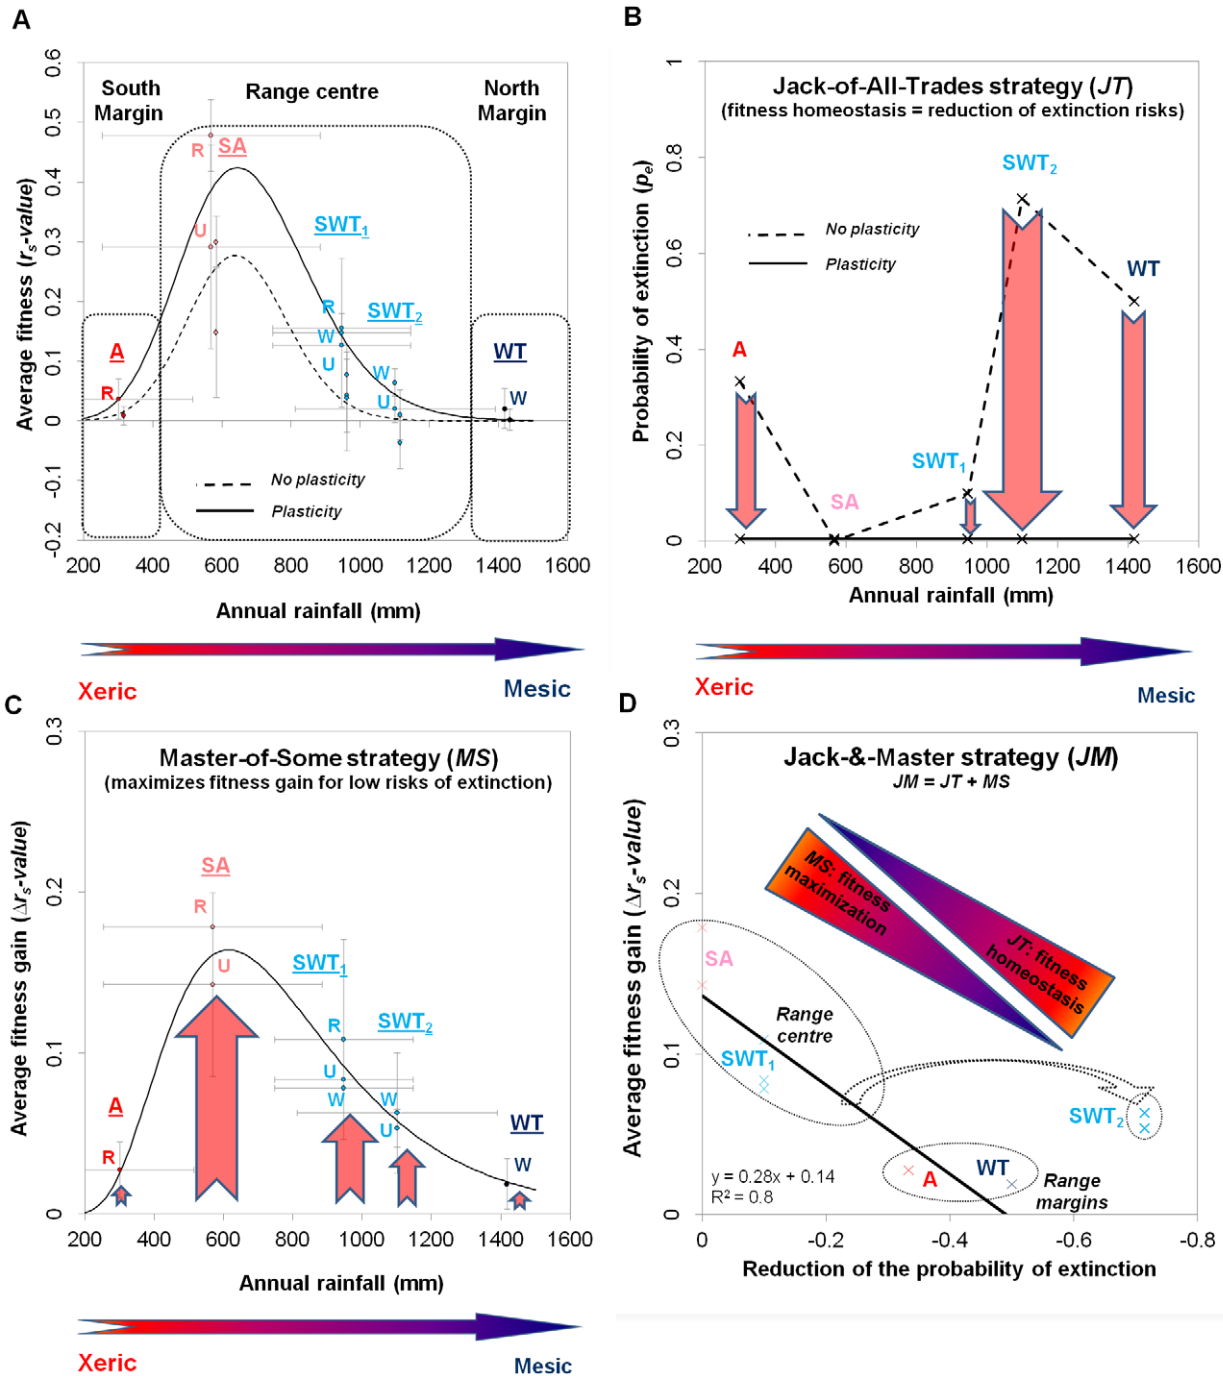 A
0.6
0.5
0.4
0.3
0.2
0.1
0
-0.1
-0.2
Average fitness (rs-value)
South
Margin
Range centre
North
Margin
R
SA
U
SWT1
R
SWT2
W
U
W
U
A
R
WT
W
No plasticity
Plasticity
200 400 600 800 1000 1200 1400 1600
Annual rainfall (mm)
Xeric
Mesic
B
1
0.8
0.6
0.4
0.2
0
Probability of extinction (pe)
Jack-of-All-Trades strategy (JT)
(fitness homeostasis = reduction of extinction risks)
SWT2
No plasticity
Plasticity
WT
A
SWT1
SA
200 400 600 800 1000 1200 1400 1600
Annual rainfall (mm)
Xeric
Mesic
C
0.3
0.2
0.1
0
Average fitness gain (Δrs-value)
Master-of-Some strategy (MS)
(maximizes fitness gain for low risks of extinction)
SA
R
U
SWT1
R
SWT2
U
W
W
U
A
R
WT
W
200 400 600 800 1000 1200 1400 1600
Annual rainfall (mm)
Xeric
Mesic
D
0.3
0.2
0.1
0
Average fitness gain (Δrs-value)
Jack-&-Master strategy (JM)
JM = JT + MS
MS: fitness
maximization
JT: fitness
homeostasis
SA
Range
centre
SWT1
SWT2
A
WT
Range
margins
y = 0.28x + 0.14
R² = 0.8
0 -0.2 -0.4 -0.6 -0.8
Reduction of the probability of extinction